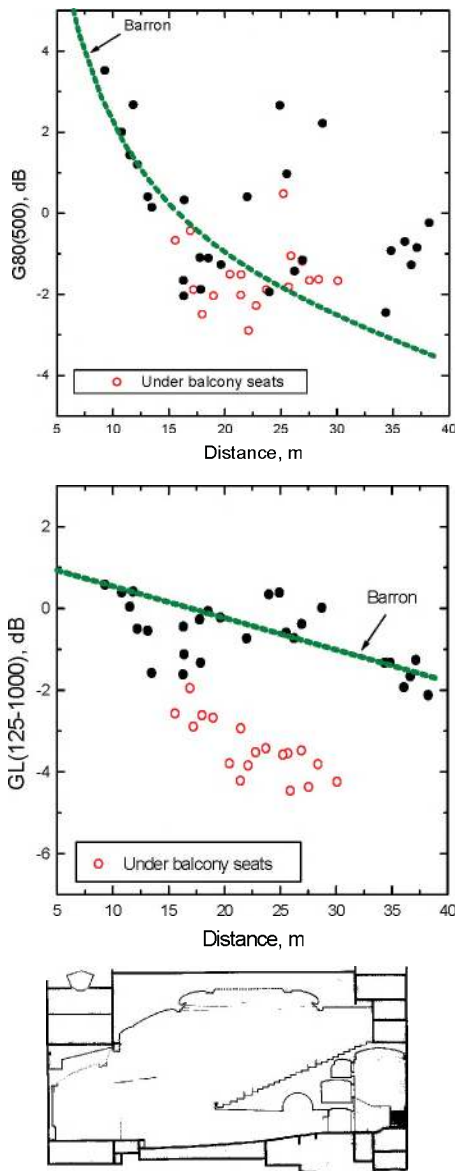 Barron
4
2
0
-2
-4
G80(500), dB
Under balcony seats
5 10 15 20 25 30 35 40
Distance, m
2
0
-2
-4
-6
GL(125-1000), dB
Barron
Under balcony seats
5 10 15 20 25 30 35 40
Distance, m